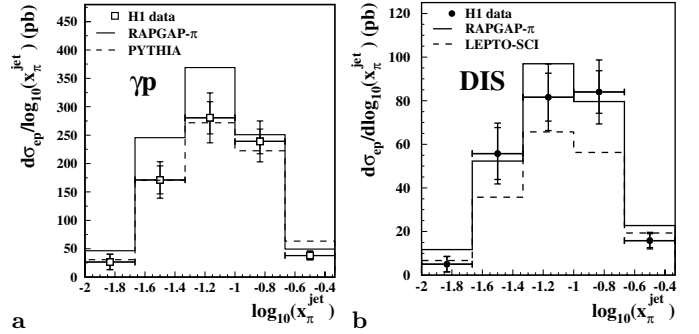 dσep/log10(xπjet) (pb)
400
350
300
250
200
150
100
50
0
H1 data
RAPGAP-π
PYTHIA
γp
-2 -1.8 -1.6 -1.4 -1.2 -1 -0.8 -0.6 -0.4
log10(xπjet)
a
dσep/dlog10(xπjet) (pb)
120
100
80
60
40
20
0
H1 data
RAPGAP-π
LEPTO-SCI
DIS
-2 -1.8 -1.6 -1.4 -1.2 -1 -0.8 -0.6 -0.4
log10(xπjet)
b